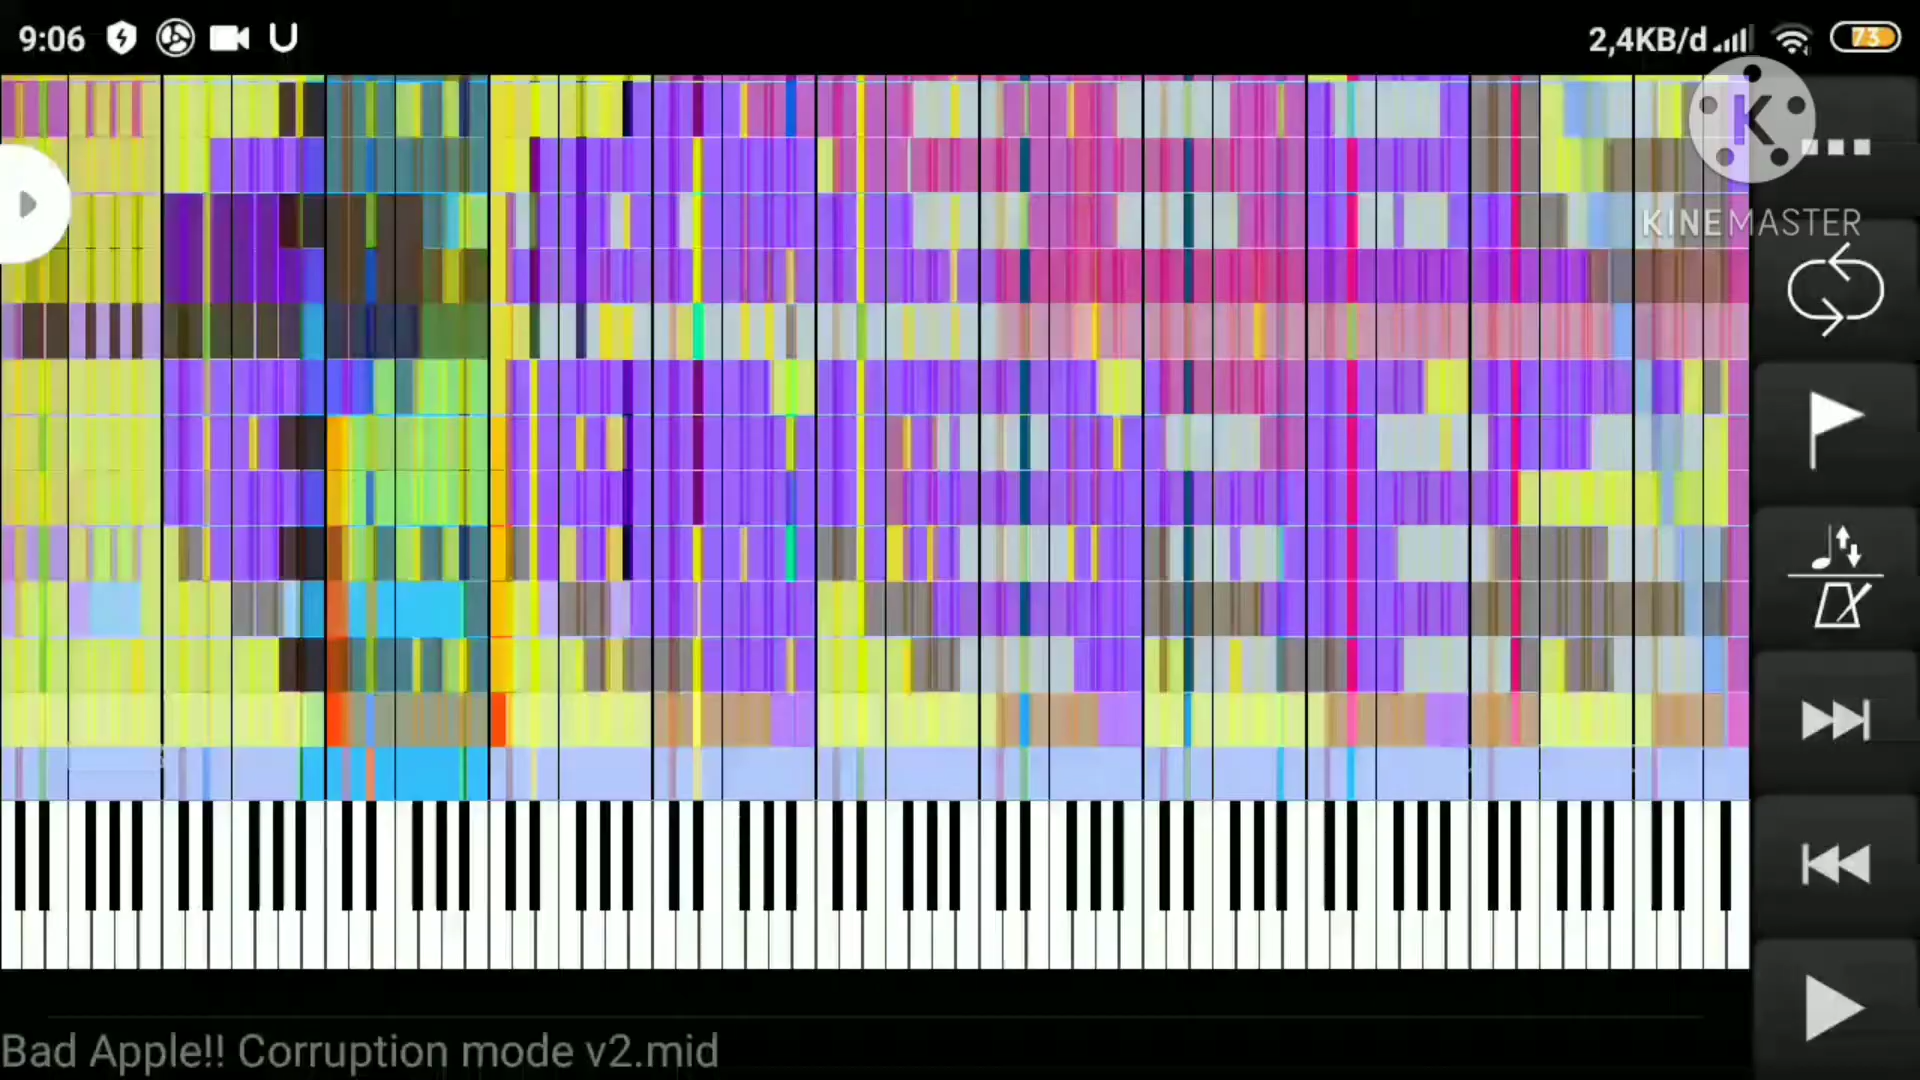 9:06
2,4KB/d
73
K
KINEMASTER
Bad Apple!! Corruption mode v2.mid